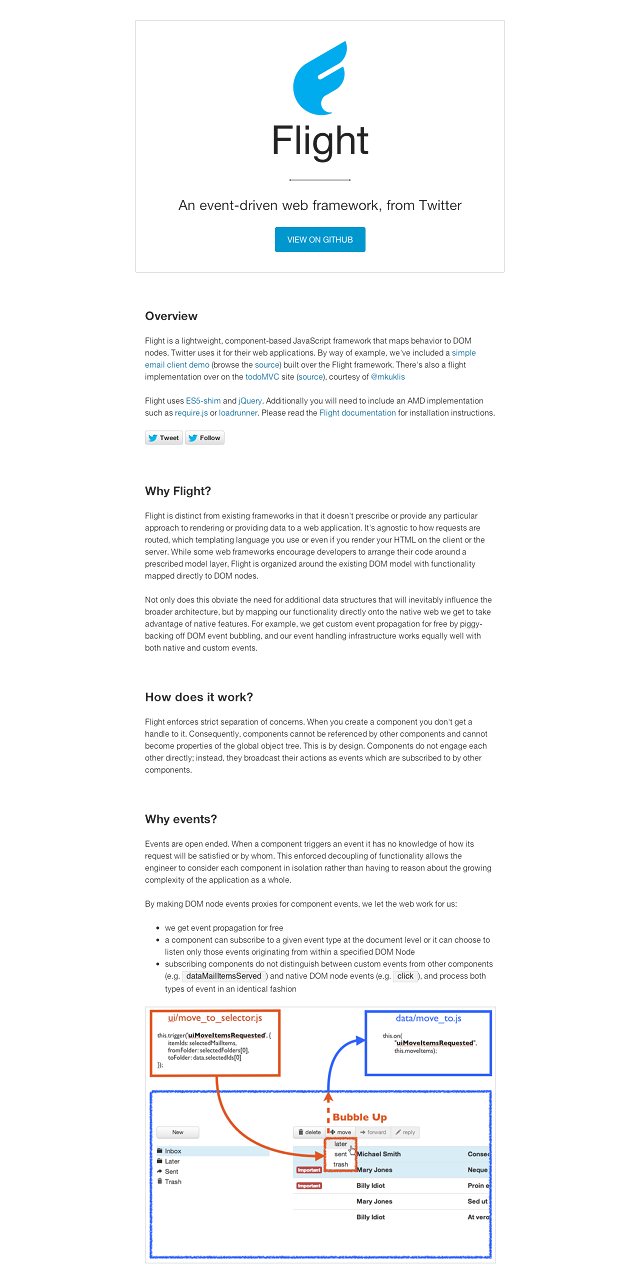 Flight
An event-driven web framework, from Twitter
VIEW ON GITHUB
Overview
Flight is a lightweight, component-based JavaScript framework that maps behavior to DOM
nodes. Twitter uses it for their web applications. By way of example, we've included a simple
email client demo (browse the source) built over the Flight framework. There's also a flight
implementation over on the todoMVC site (source), courtesy of @mkuklis
Flight uses ES5-shim and jQuery. Additionally you will need to include an AMD implementation
such as require.js or loadrunner. Please read the Flight documentation for installation instructions.
Tweet Follow
Why Flight?
Flight is distinct from existing frameworks in that it doesn't prescribe or provide any particular
approach to rendering or providing data to a web application. It's agnostic to how requests are
routed, which templating language you use or even if you render your HTML on the client or the
server. While some web frameworks encourage developers to arrange their code around a
prescribed model layer, Flight is organized around the existing DOM model with functionality
mapped directly to DOM nodes.
Not only does this obviate the need for additional data structures that will inevitably influence the
broader architecture, but by mapping our functionality directly onto the native web we get to take
advantage of native features. For example, we get custom event propagation for free by piggy-
backing off DOM event bubbling, and our event handling infrastructure works equally well with
both native and custom events.
How does it work?
Flight enforces strict separation of concerns. When you create a component you don't get a
handle to it. Consequently, components cannot be referenced by other components and cannot
become properties of the global object tree. This is by design. Components do not engage each
other directly; instead, they broadcast their actions as events which are subscribed to by other
components.
Why events?
Events are open ended. When a component triggers an event it has no knowledge of how its
request will be satisfied or by whom. This enforced decoupling of functionality allows the
engineer to consider each component in isolation rather than having to reason about the growing
complexity of the application as a whole.
By making DOM node events proxies for component events, we let the web work for us:
• we get event propagation for free
• a component can subscribe to a given event type at the document level or it can choose to
listen only those events originating from within a specified DOM Node
• subscribing components do not distinguish between custom events from other components
(e.g. dataMailItemsServed ) and native DOM node events (e.g. click ), and process both
types of event in an identical fashion
ui/move_to_selector.js
this.trigger('uiMoveItemsRequested', {
itemIds: selectedMailItems,
fromFolder: selectedFolders[0],
toFolder: data.selectedIds[0]
});
data/move_to.js
this.on(
"uiMoveItemsRequested",
this.moveItems);
Bubble Up
New
delete move forward reply
Inbox
Later
Sent
Trash
later
sent
trash
Michael Smith Consec
Important Mary Jones Neque
Important Billy Idiot Proin e
Mary Jones Sed ut
Billy Idiot At vero